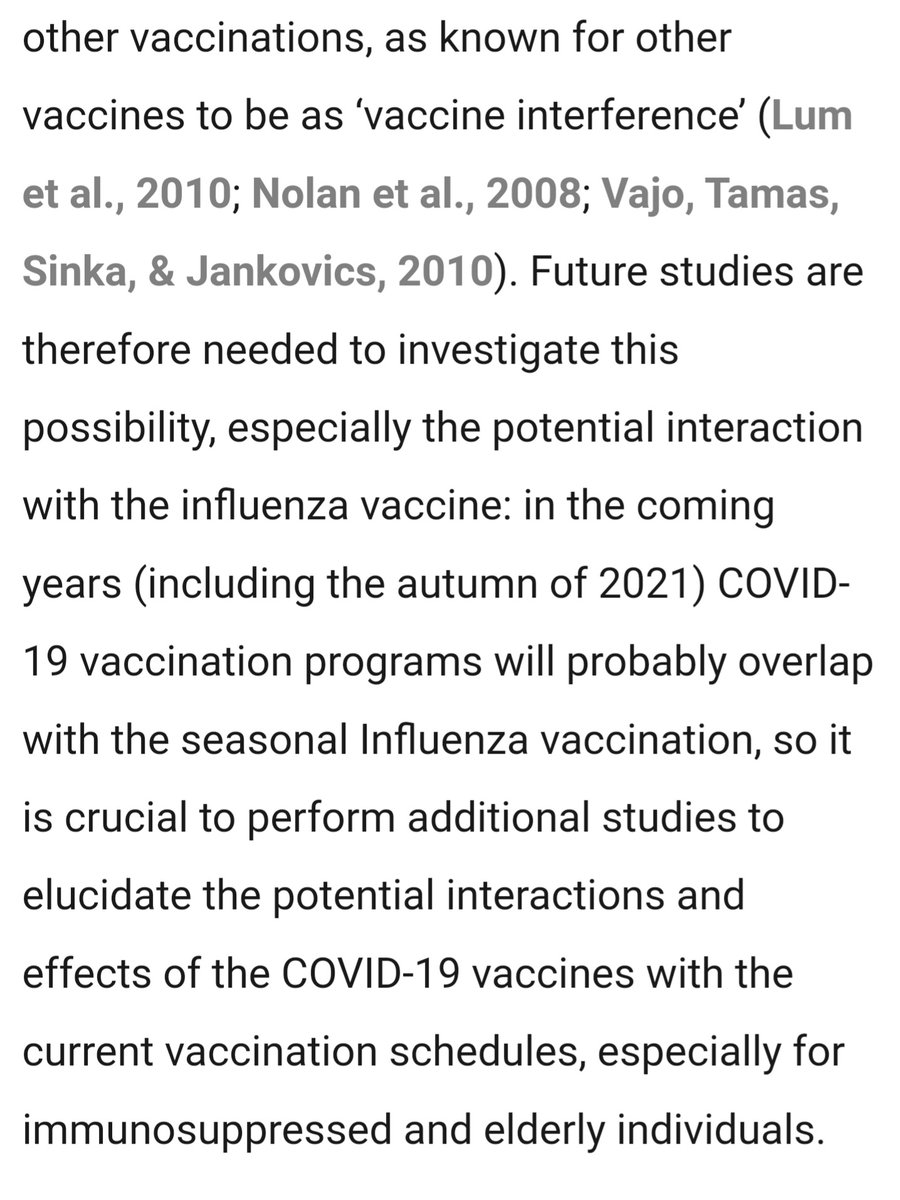 other vaccinations, as known for other
vaccines to be as ‘vaccine interference’ (Lum
et al., 2010; Nolan et al., 2008; Vajo, Tamas,
Sinka, & Jankovics, 2010). Future studies are
therefore needed to investigate this
possibility, especially the potential interaction
with the influenza vaccine: in the coming
years (including the autumn of 2021) COVID-
19 vaccination programs will probably overlap
with the seasonal Influenza vaccination, so it
is crucial to perform additional studies to
elucidate the potential interactions and
effects of the COVID-19 vaccines with the
current vaccination schedules, especially for
immunosuppressed and elderly individuals.